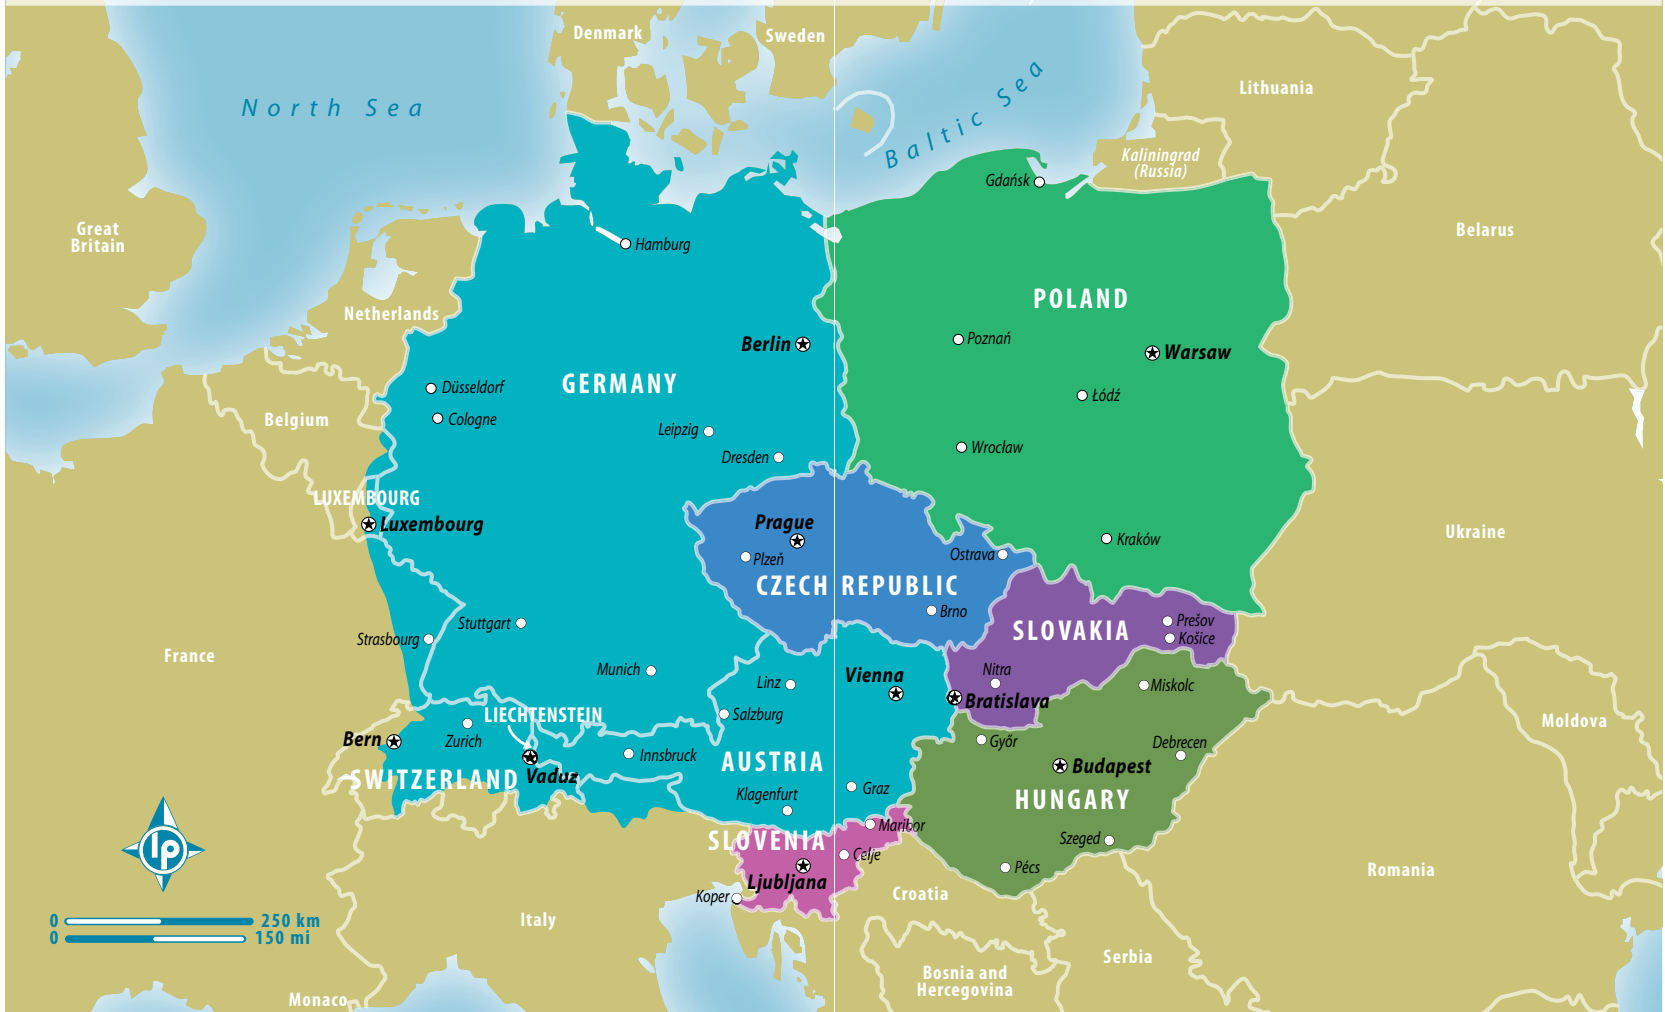 Denmark
Sweden
North Sea
Baltic Sea
Lithuania
Kaliningrad
(Russia)
Gdańsk
Great
Britain
Hamburg
Belarus
Netherlands
POLAND
Berlin
Poznań
Warsaw
GERMANY
Düsseldorf
Łódź
Belgium
Cologne
Leipzig
Wrocław
Dresden
LUXEMBOURG
Luxembourg
Prague
Ukraine
Kraków
Plzeň
Ostrava
CZECH REPUBLIC
Brno
Stuttgart
Strasbourg
SLOVAKIA
Prešov
Košice
France
Munich
Linz
Vienna
Nitra
Miskolc
Bratislava
LIECHTENSTEIN
Salzburg
Moldova
Bern
Zurich
Győr
Debrecen
Innsbruck
AUSTRIA
Budapest
SWITZERLAND
Vaduz
Klagenfurt
Graz
HUNGARY
Maribor
SLOVENIA
Szeged
lp
Celje
Pécs
Romania
Ljubljana
Koper
Croatia
0 250 km
0 150 mi
Italy
Serbia
Bosnia and
Hercegovina
Monaco